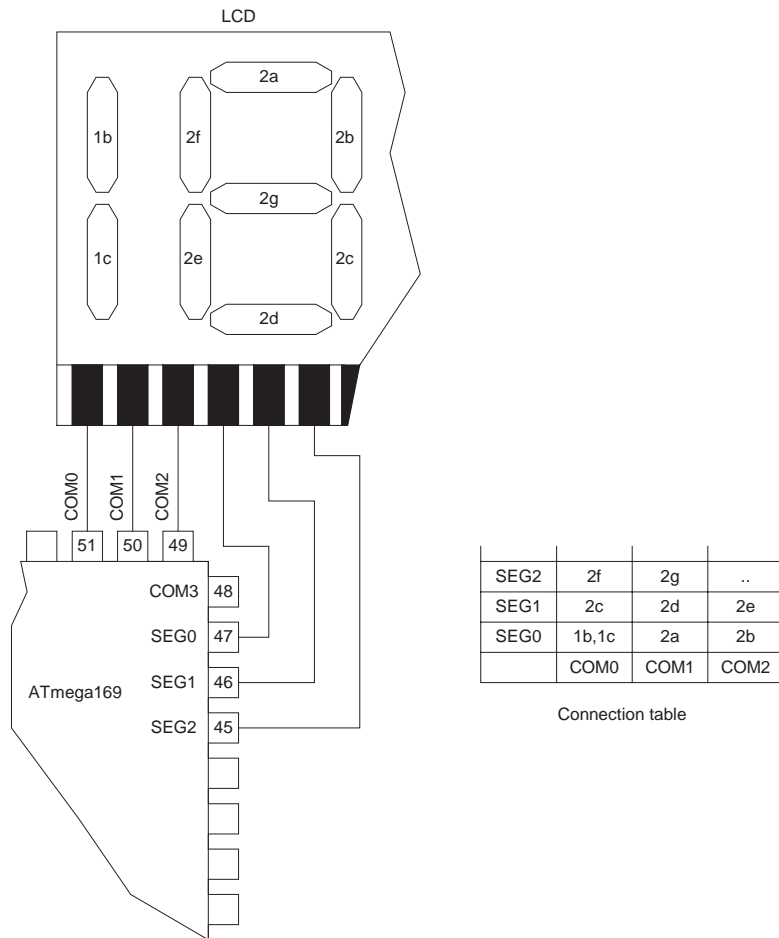 LCD
2a
1b 2f 2b
2g
1c 2e 2c
2d
COM0 COM1 COM2
51 50 49
COM3 48
SEG0 47
SEG1 46
SEG2 45
ATmega169
SEG2 2f 2g ..
SEG1 2c 2d 2e
SEG0 1b,1c 2a 2b
COM0 COM1 COM2
Connection table